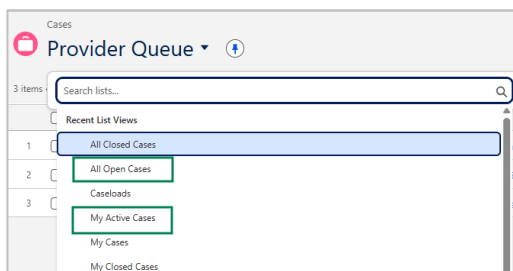 Cases
Provider Queue
3 items •
Search lists...
Recent List Views
All Closed Cases
1
All Open Cases
2
Caseloads
3
My Active Cases
My Cases
My Closed Cases